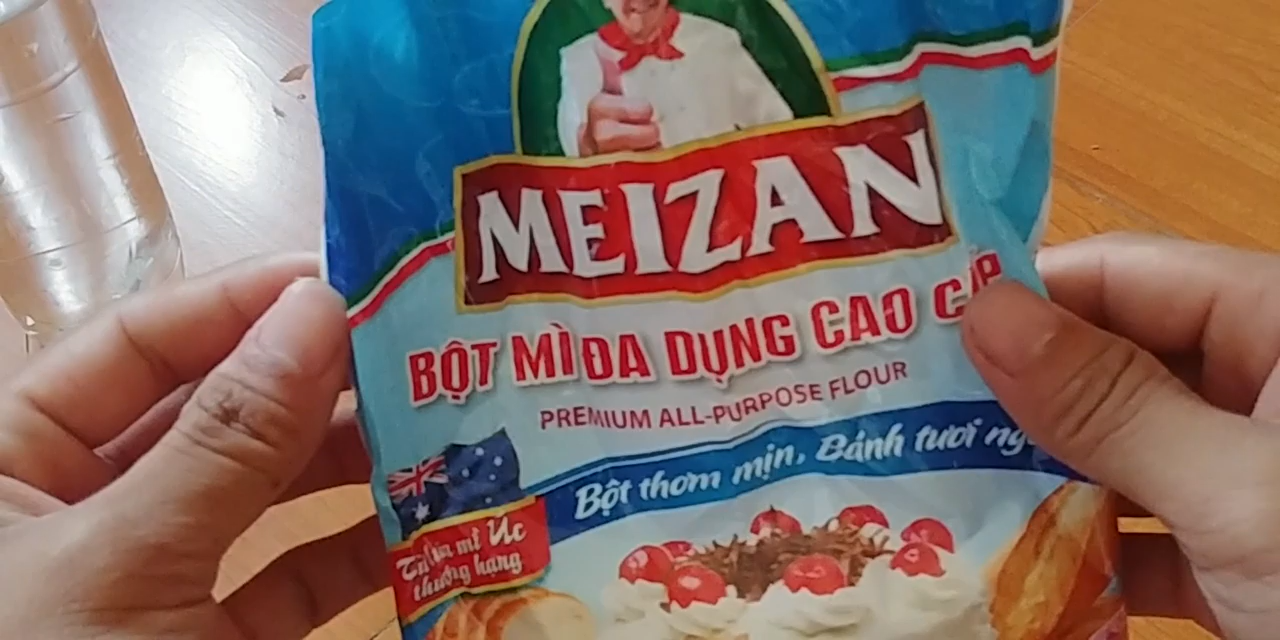 MEIZAN
BỘT MÌ ĐA DỤNG CAO CẤP
PREMIUM ALL-PURPOSE FLOUR
Bột thơm mịn, Bánh tươi
Từ lúa mì Úc
thượng hạng